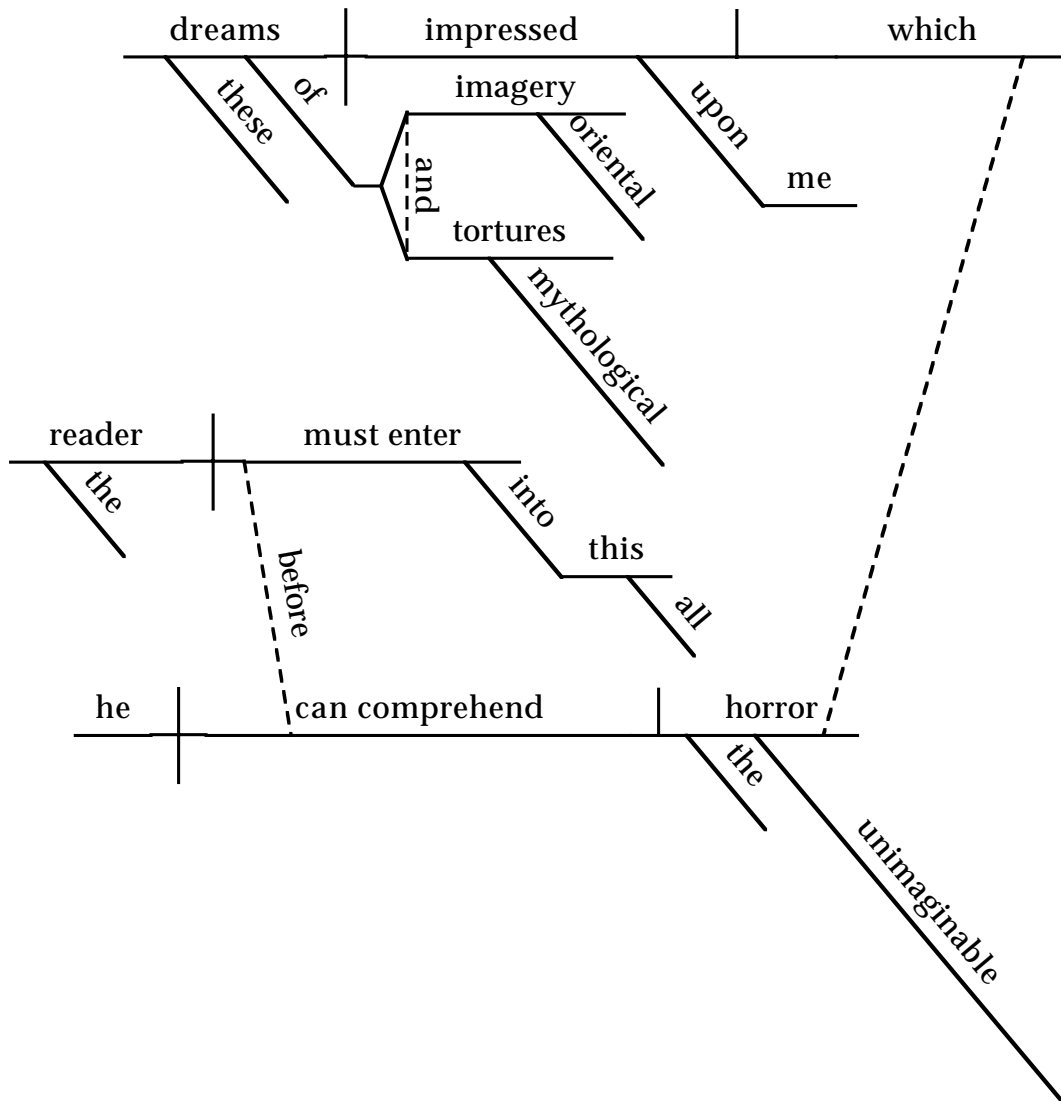 dreams impressed which
these of imagery oriental upon me
and
tortures mythological
reader must enter
the into this all
before
he can comprehend horror
the unimaginable